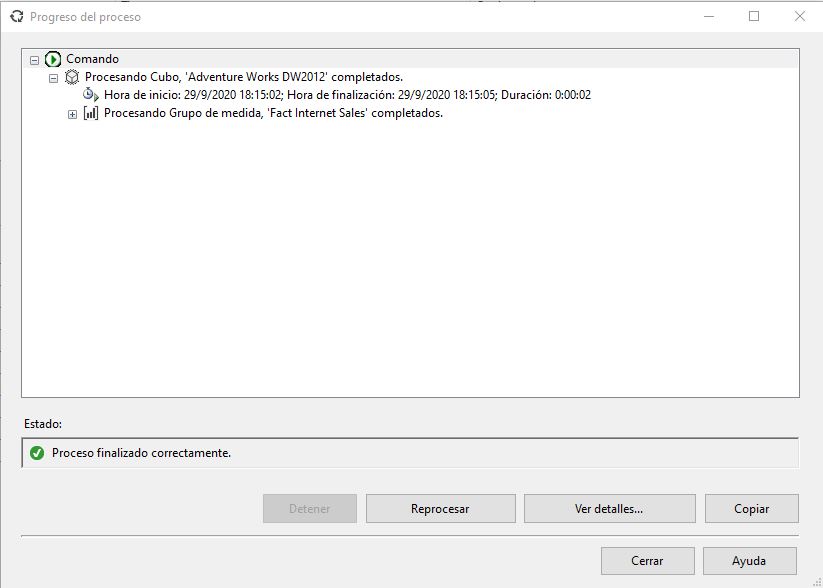 Progreso del proceso
Comando
Procesando Cubo, 'Adventure Works DW2012' completados.
Hora de inicio: 29/9/2020 18:15:02; Hora de finalización: 29/9/2020 18:15:05; Duración: 0:00:02
Procesando Grupo de medida, 'Fact Internet Sales' completados.
Estado:
Proceso finalizado correctamente.
Detener Reprocesar Ver detalles... Copiar
Cerrar Ayuda